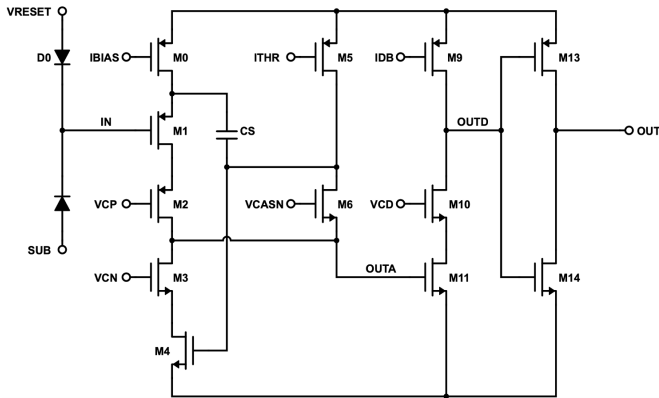 VRESET
D0
IBIAS
M0
ITHR
M5
IDB
M9
M13
IN
M1
CS
OUTD
OUT
VCP
M2
VCASN
M6
VCD
M10
SUB
VCN
M3
OUTA
M11
M14
M4